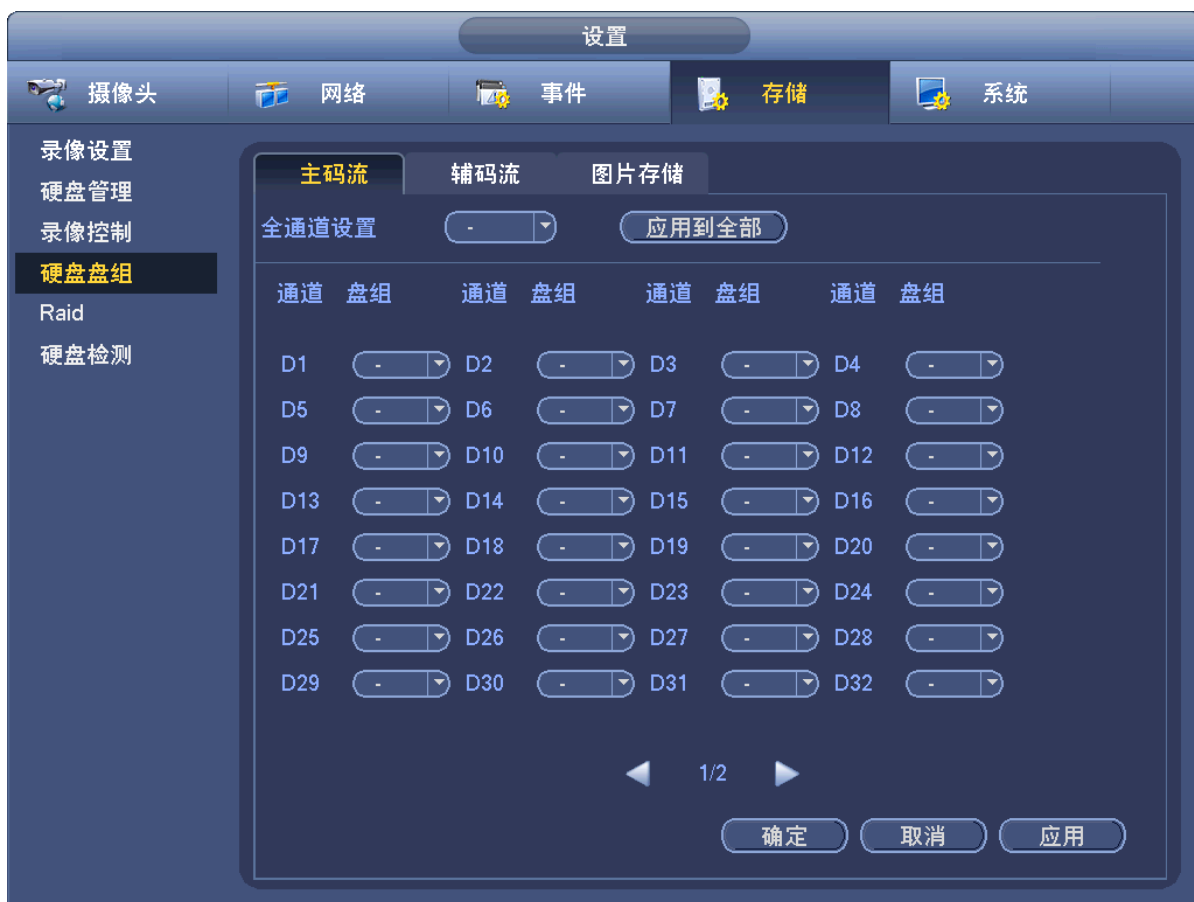 设置
摄像头 网络 事件 存储 系统
录像设置
硬盘管理
录像控制
硬盘盘组
Raid
硬盘检测
主码流 辅码流 图片存储
全通道设置 - 应用到全部
通道 盘组 通道 盘组 通道 盘组 通道 盘组
D1 - D2 - D3 - D4 -
D5 - D6 - D7 - D8 -
D9 - D10 - D11 - D12 -
D13 - D14 - D15 - D16 -
D17 - D18 - D19 - D20 -
D21 - D22 - D23 - D24 -
D25 - D26 - D27 - D28 -
D29 - D30 - D31 - D32 -
1/2
确定 取消 应用